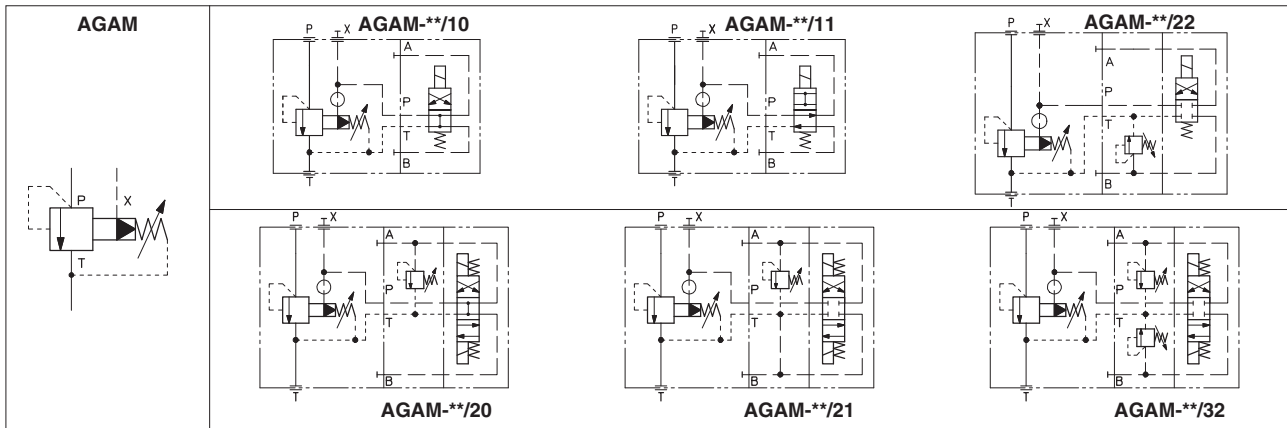 AGAM
P
X
T
AGAM-**/10
P X
A
P
T
B
T
AGAM-**/11
P X
A
P
T
B
T
AGAM-**/22
P X
A
P
T
B
T
P X
A
P
T
B
T
AGAM-**/20
P X
A
P
T
B
T
AGAM-**/21
P X
A
P
T
B
T
AGAM-**/32